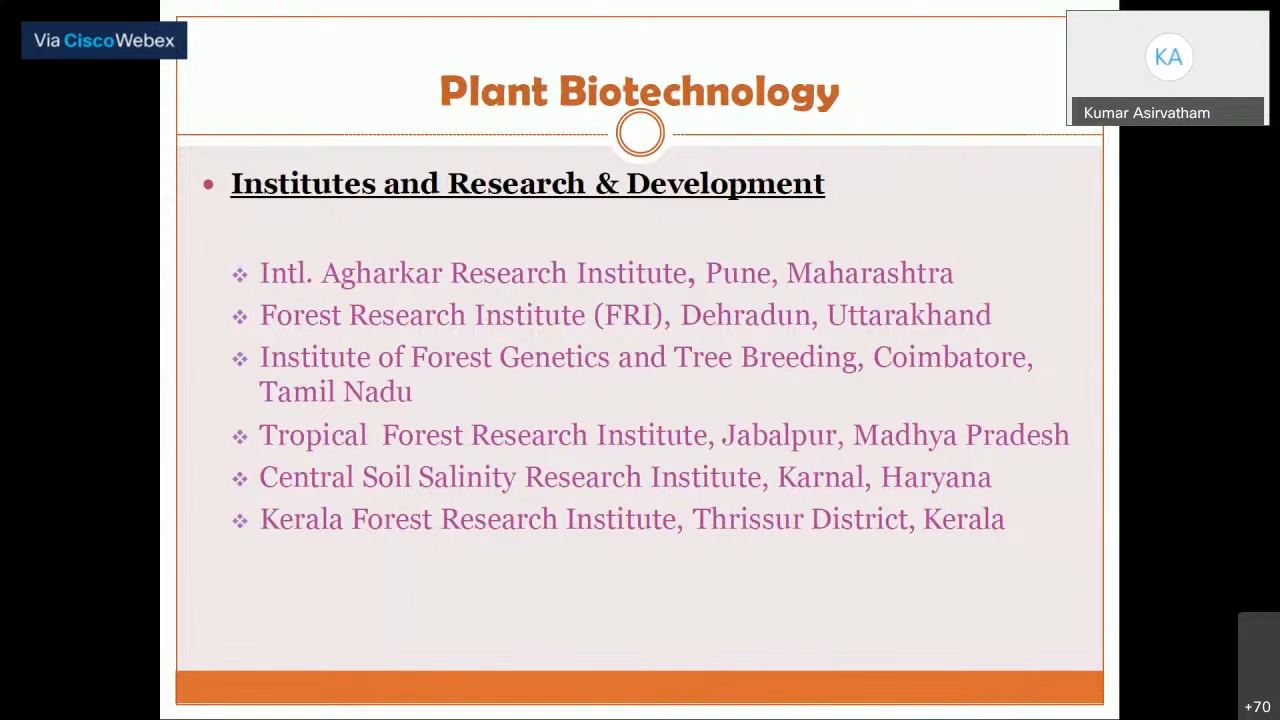 Via CiscoWebex
KA
Kumar Asirvatham
Plant Biotechnology
• Institutes and Research & Development
❖ Intl. Agharkar Research Institute, Pune, Maharashtra
❖ Forest Research Institute (FRI), Dehradun, Uttarakhand
❖ Institute of Forest Genetics and Tree Breeding, Coimbatore,
Tamil Nadu
❖ Tropical Forest Research Institute, Jabalpur, Madhya Pradesh
❖ Central Soil Salinity Research Institute, Karnal, Haryana
❖ Kerala Forest Research Institute, Thrissur District, Kerala
+70